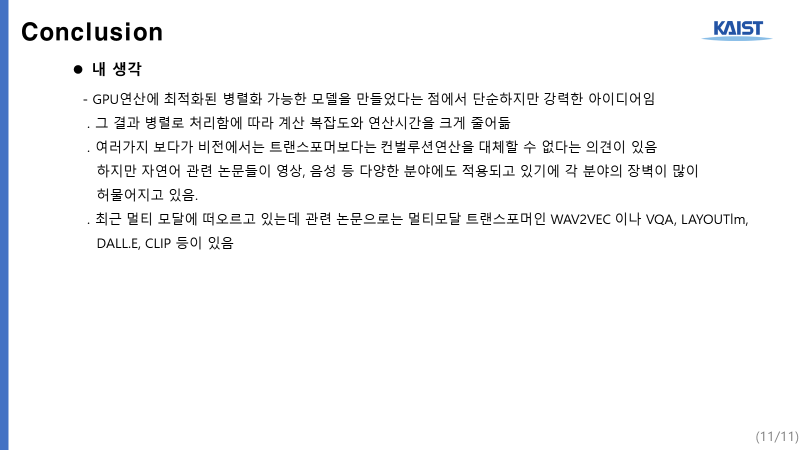 Conclusion
KAIST
● 내 생각
- GPU연산에 최적화된 병렬화 가능한 모델을 만들었다는 점에서 단순하지만 강력한 아이디어임
. 그 결과 병렬로 처리함에 따라 계산 복잡도와 연산시간을 크게 줄어듦
. 여러가지 보다가 비전에서는 트랜스포머보다는 컨벌루션연산을 대체할 수 없다는 의견이 있음
하지만 자연어 관련 논문들이 영상, 음성 등 다양한 분야에도 적용되고 있기에 각 분야의 장벽이 많이
허물어지고 있음.
. 최근 멀티 모달에 떠오르고 있는데 관련 논문으로는 멀티모달 트랜스포머인 WAV2VEC 이나 VQA, LAYOUTlm,
DALL.E, CLIP 등이 있음
(11/11)